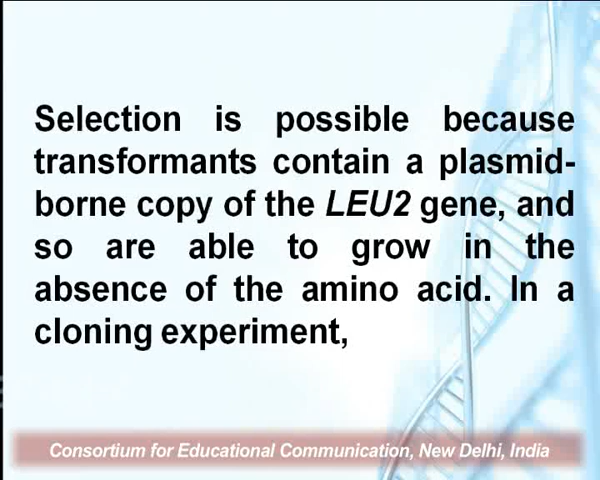 Selection is possible because
transformants contain a plasmid-
borne copy of the LEU2 gene, and
so are able to grow in the
absence of the amino acid. In a
cloning experiment,
Consortium for Educational Communication, New Delhi, India